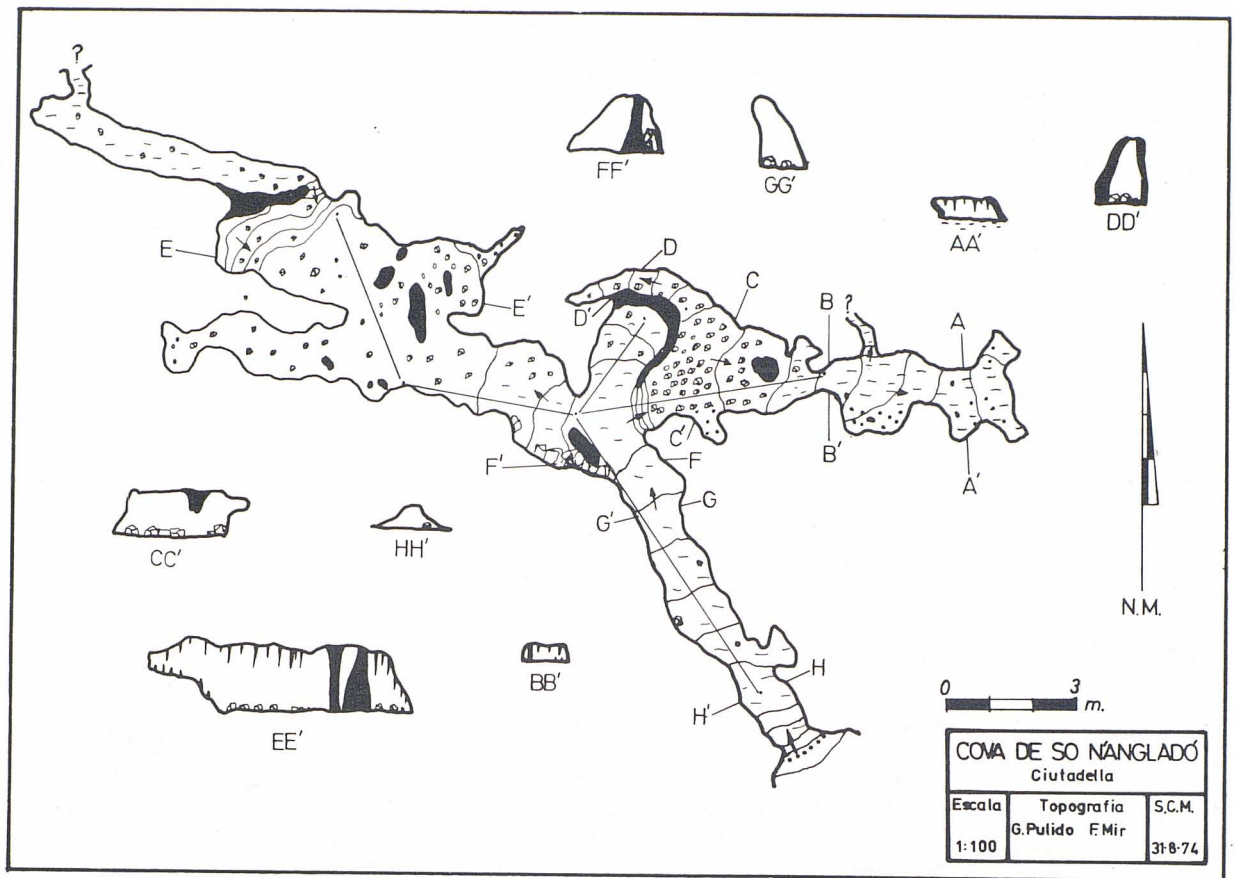 ?
FF'
GG'
DD'
AA'
E
E'
D
D'
C
B
?
A
C'
B'
A'
F
F'
G
G'
CC'
HH'
N.M.
H
H'
BB'
EE'
0 3 m.
COVA DE SO N'ANGLADÓ
Ciutadella
Escala
1:100
Topografia
G.Pulido F.Mir
S.C.M.
31-8-74